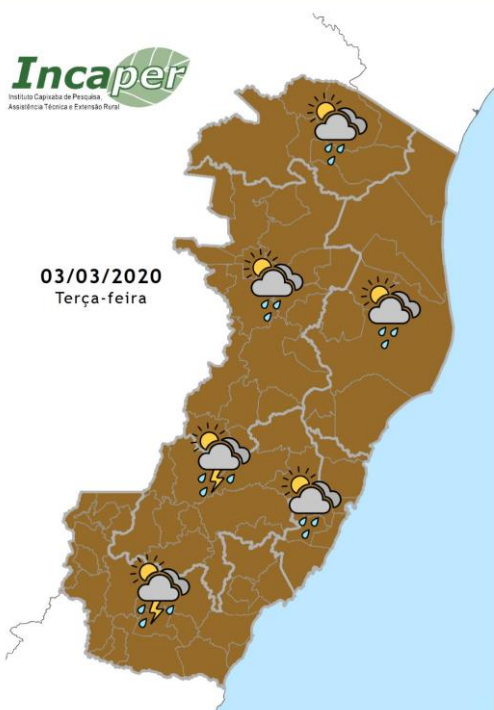 Incaper
Instituto Capixaba de Pesquisa,
Assistência Técnica e Extensão Rural
03/03/2020
Terça-feira